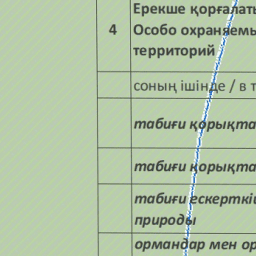 Ерекше қорғалаты
4
Особо охраняемы
территорий
соның ішінде / в т
табиғи қорықта
табиғи қорықта
табиғи ескерткі
природы
ормандар мен ор